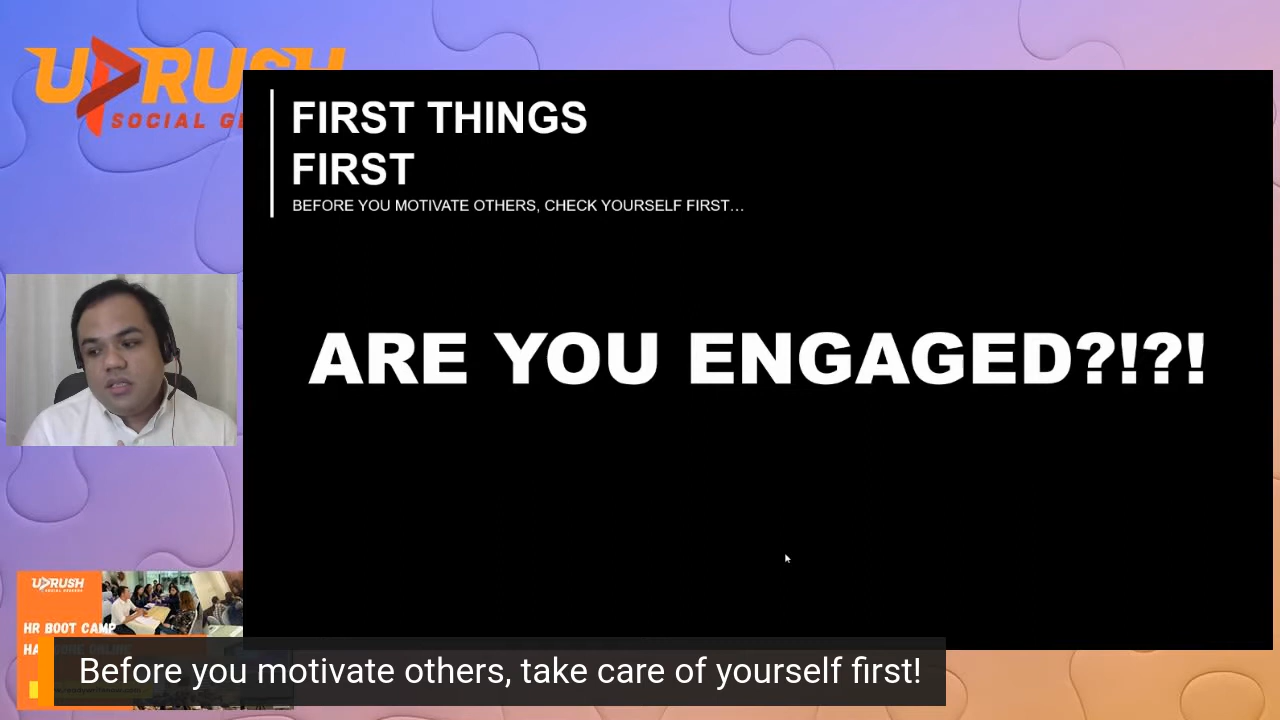 UPRUSH
SOCIAL GE
FIRST THINGS
FIRST
BEFORE YOU MOTIVATE OTHERS, CHECK YOURSELF FIRST...
ARE YOU ENGAGED?!?!
UPRUSH
HR BOOT CAMP
Before you motivate others, take care of yourself first!